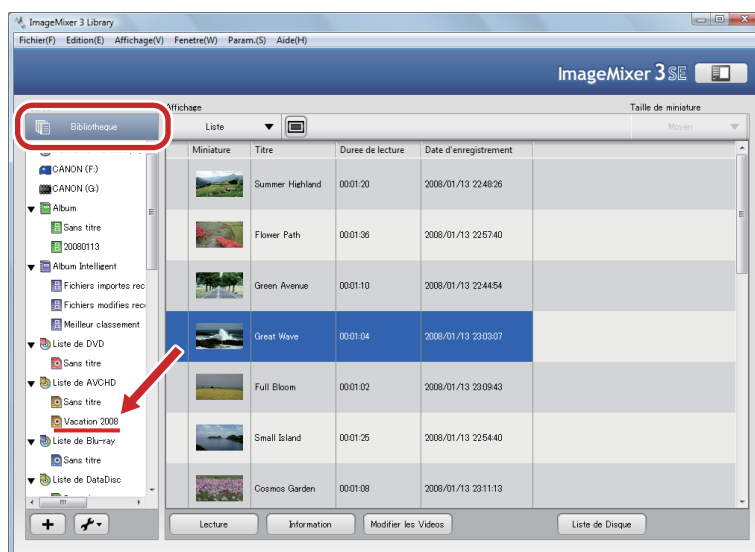 ImageMixer 3 Library
Fichier(F) Edition(E) Affichage(V) Fenetre(W) Param.(S) Aide(H)
ImageMixer 3 SE
Affichage
Taille de miniature
Bibliotheque
Liste
Moyen
Miniature Titre Duree de lecture Date d'enregistrement
CANON (F:)
CANON (G:)
Album
Sans titre
20080113
Album Intelligent
Fichiers importes rec
Fichiers modifies rec
Meilleur classement
Liste de DVD
Sans titre
Liste de AVCHD
Sans titre
Vacation 2008
Liste de Blu-ray
Sans titre
Liste de DataDisc
Summer Highland 00:01:20 2008/01/13 22:48:26
Flower Path 00:01:36 2008/01/13 22:57:40
Green Avenue 00:01:10 2008/01/13 22:44:54
Great Wave 00:01:04 2008/01/13 23:03:07
Full Bloom 00:01:02 2008/01/13 23:09:43
Small Island 00:01:25 2008/01/13 22:54:40
Cosmos Garden 00:01:08 2008/01/13 23:11:13
Lecture Information Modifier les Videos Liste de Disque